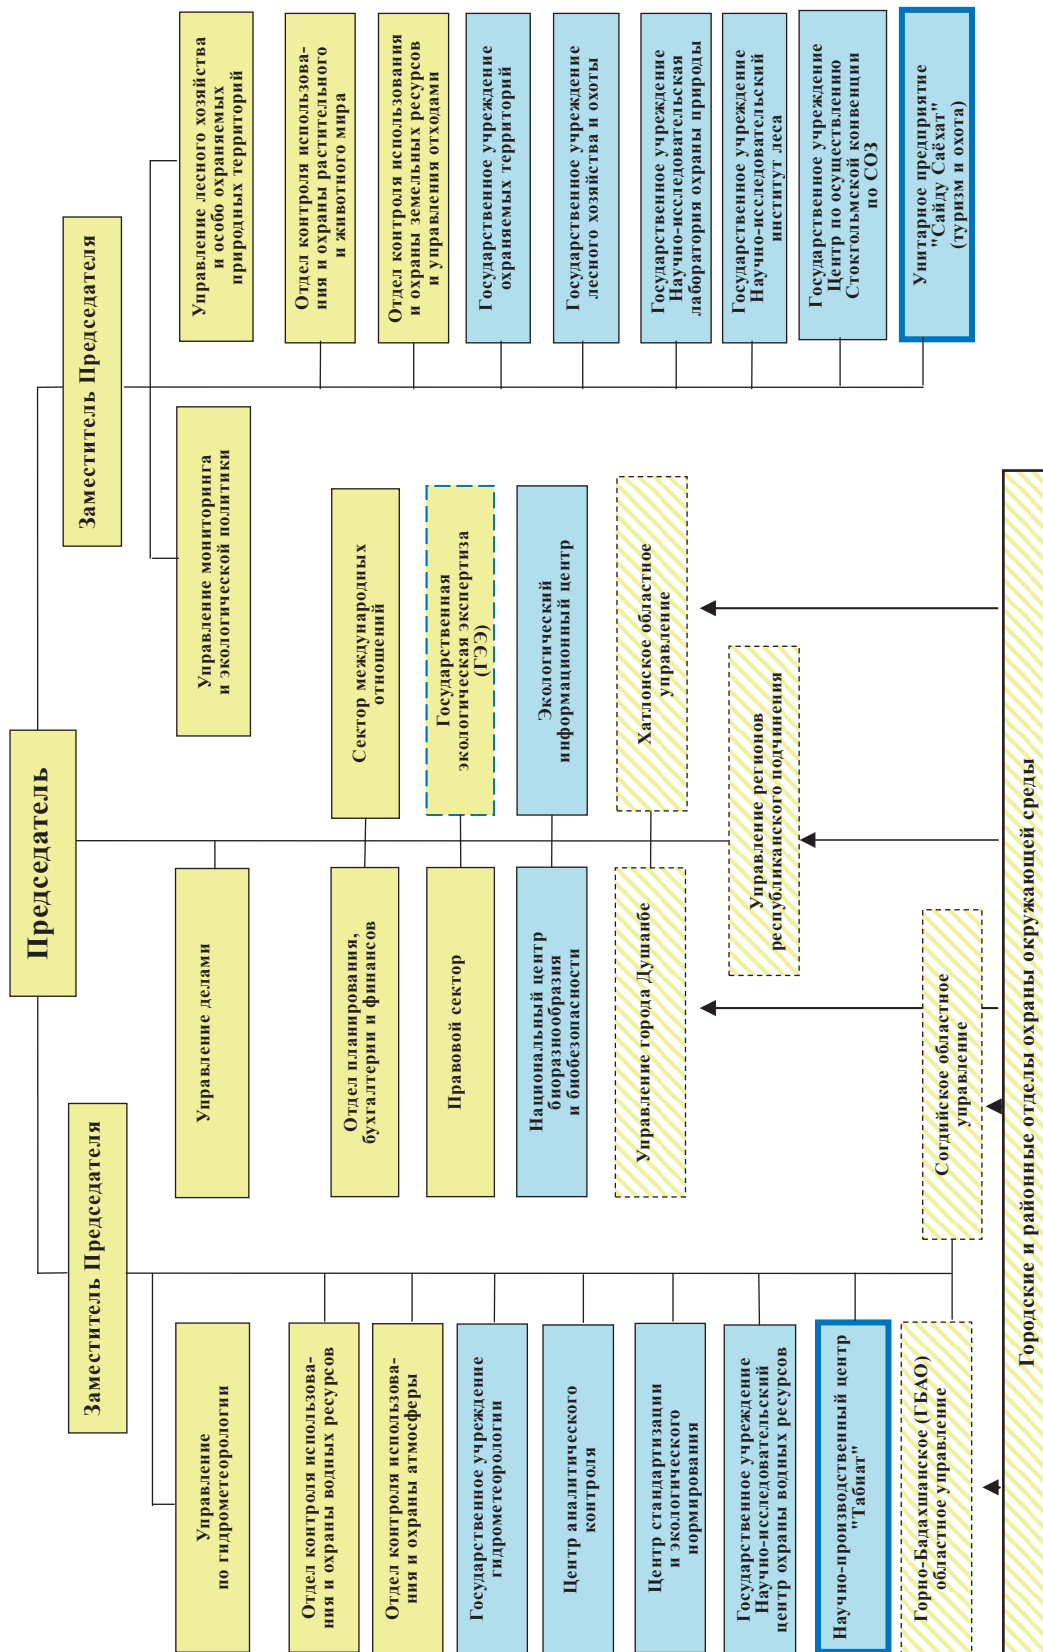 Председатель
Заместитель Председателя
Заместитель Председателя
Управление
по гидрометеорологии
Отдел контроля использова-
ния и охраны водных ресурсов
Отдел контроля использова-
ния и охраны атмосферы
Государственное учреждение
гидрометеорологии
Центр аналитического
контроля
Центр стандартизации
и экологического
нормирования
Государственное учреждение
Научно-исследовательский
центр охраны водных ресурсов
Научно-производственный центр
"Табиат"
Горно-Бадахшанское (ГБАО)
областное управление
Согдийское областное
управление
Управление делами
Отдел планирования,
бухгалтерии и финансов
Сектор международных
отношений
Правовой сектор
Государственная
экологическая экспертиза
(ГЭЭ)
Национальный центр
биоразнообразия
и биобезопасности
Экологический
информационный центр
Управление города Душанбе
Хатлонское областное
управление
Управление регионов
республиканского подчинения
Управление мониторинга
и экологической политики
Управление лесного хозяйства
и особо охраняемых
природных территорий
Отдел контроля использова-
ния и охраны растительного
и животного мира
Отдел контроля использования
и охраны земельных ресурсов
и управления отходами
Государственное учреждение
охраняемых территорий
Государственное учреждение
лесного хозяйства и охоты
Государственное учреждение
Научно-исследовательская
лаборатория охраны природы
Государственное учреждение
Научно-исследовательский
институт леса
Государственное учреждение
Центр по осуществлению
Стокгольмской конвенции
по СОЗ
Унитарное предприятие
"Сайду Саёхат"
(туризм и охота)
Городские и районные отделы охраны окружающей среды